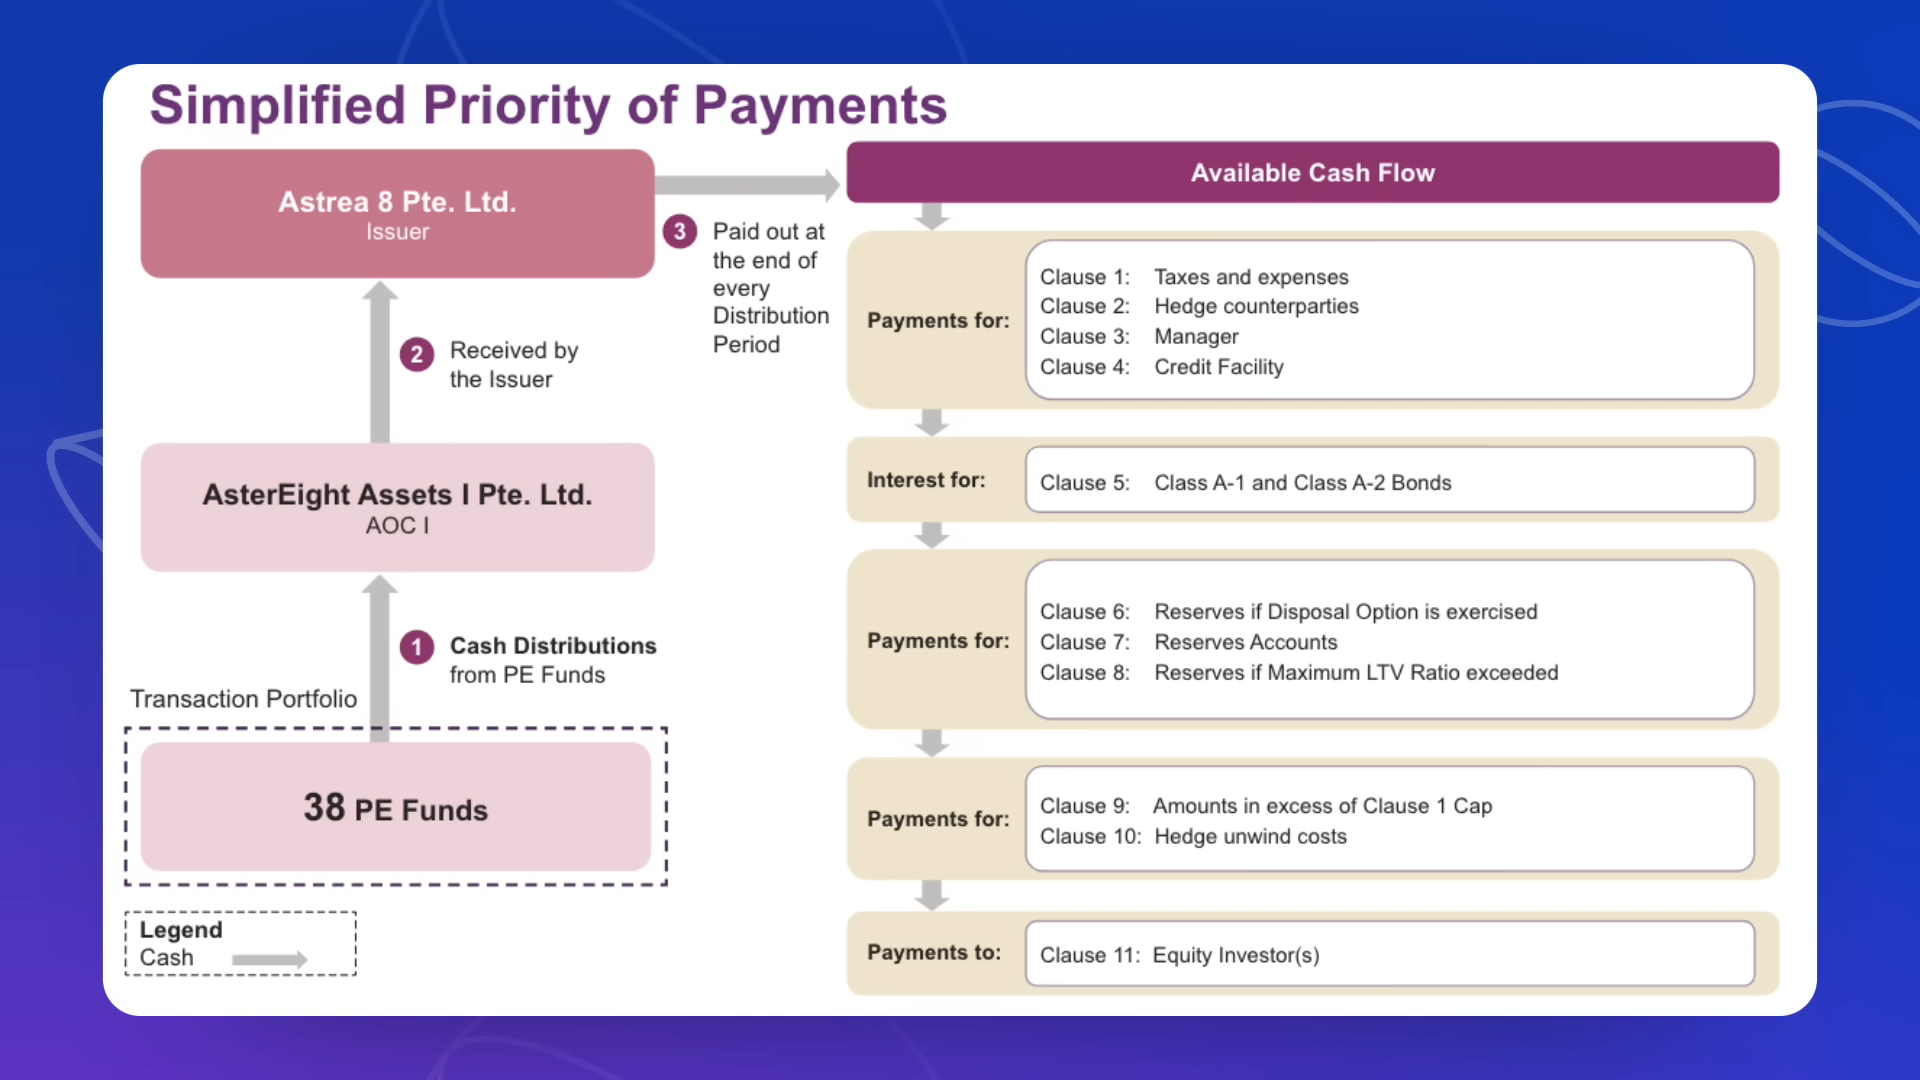 Simplified Priority of Payments
Astrea 8 Pte. Ltd.
Issuer
3
Paid out at
the end of
every
Distribution
Period
2
Received by
the Issuer
AsterEight Assets I Pte. Ltd.
AOC I
1
Cash Distributions
from PE Funds
Transaction Portfolio
38 PE Funds
Legend
Cash
Available Cash Flow
Payments for:
Clause 1: Taxes and expenses
Clause 2: Hedge counterparties
Clause 3: Manager
Clause 4: Credit Facility
Interest for:
Clause 5: Class A-1 and Class A-2 Bonds
Payments for:
Clause 6: Reserves if Disposal Option is exercised
Clause 7: Reserves Accounts
Clause 8: Reserves if Maximum LTV Ratio exceeded
Payments for:
Clause 9: Amounts in excess of Clause 1 Cap
Clause 10: Hedge unwind costs
Payments to:
Clause 11: Equity Investor(s)